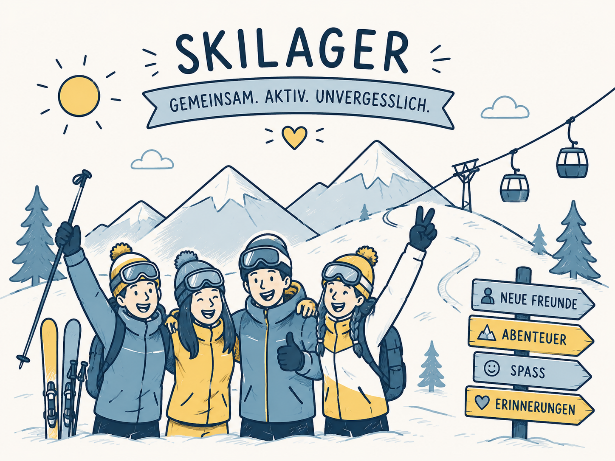 SKILAGER
GEMEINSAM. AKTIV. UNVERGESSLICH.
NEUE FREUNDE
ABENTEUER
SPASS
ERINNERUNGEN